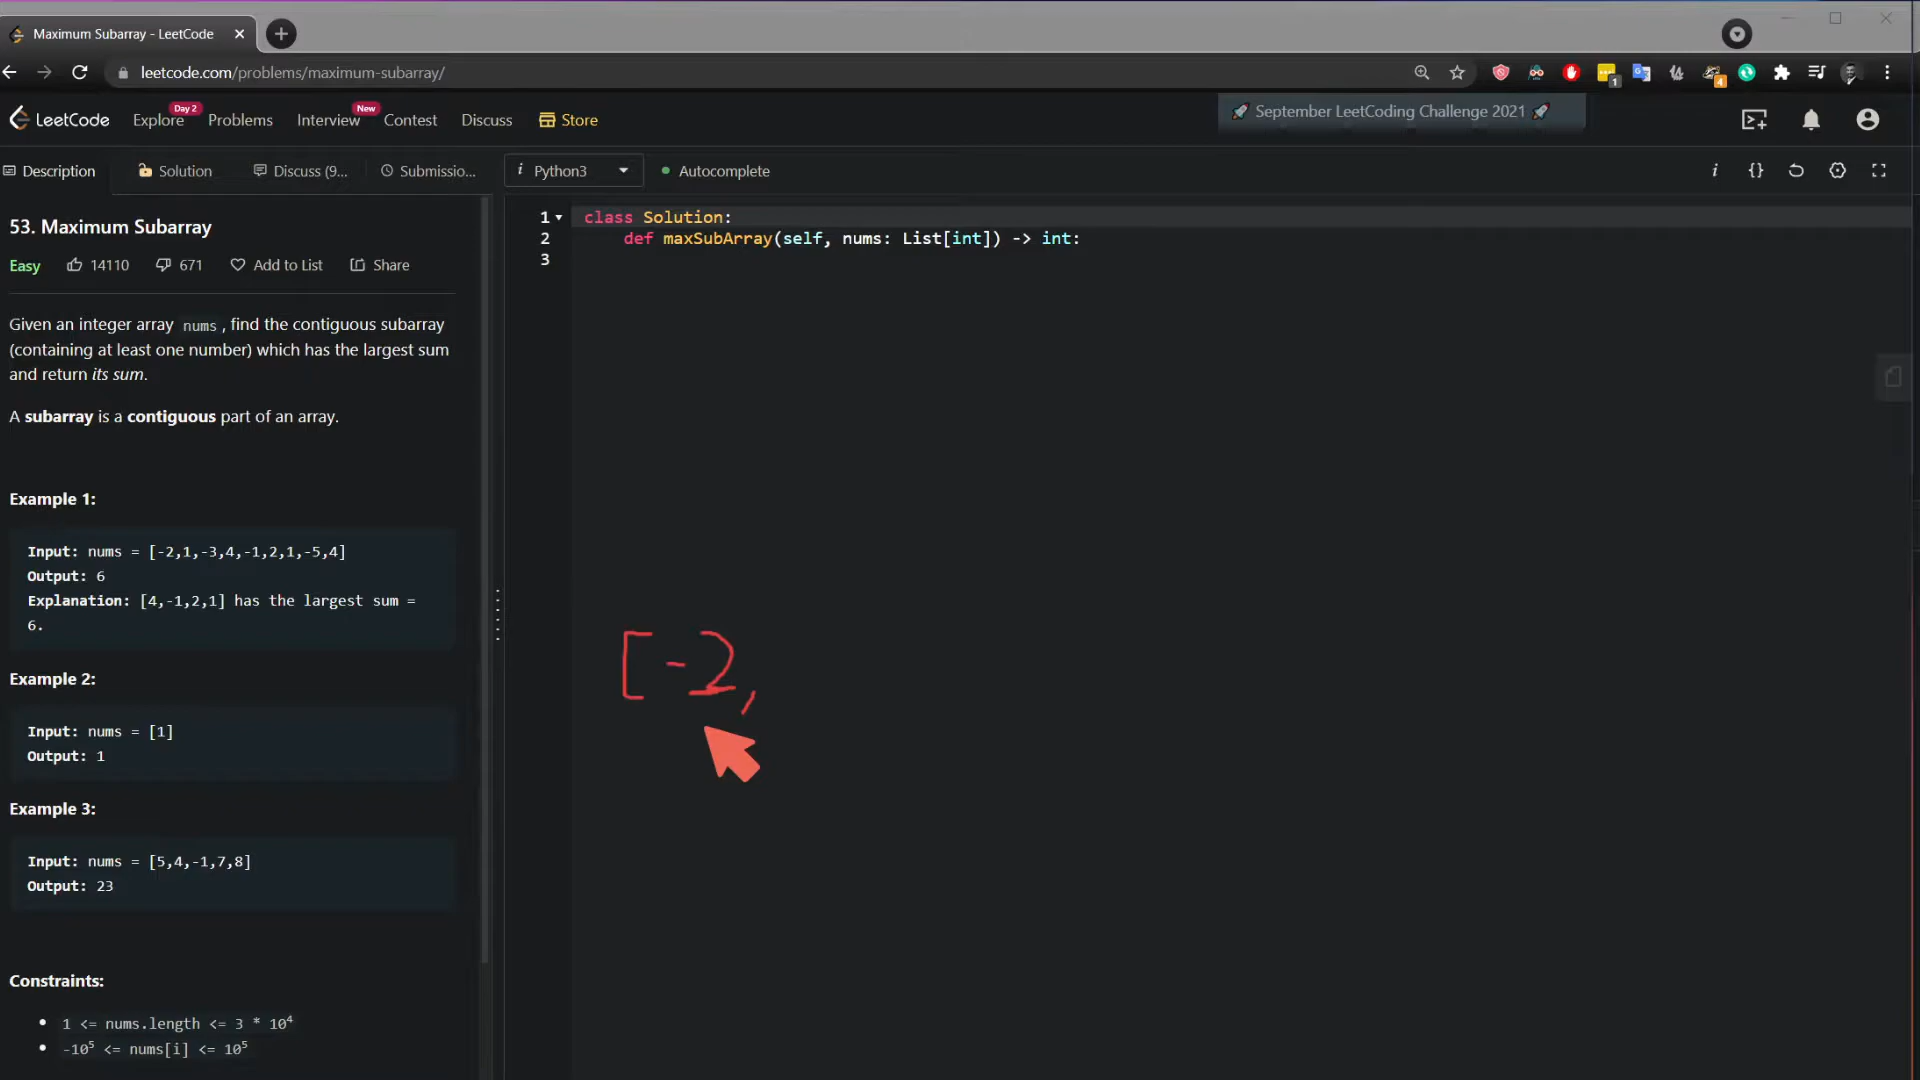 Maximum Subarray - LeetCode
leetcode.com/problems/maximum-subarray/
1
4
LeetCode
Explore
Day 2
Problems
Interview
New
Contest
Discuss
Store
🚀 September LeetCoding Challenge 2021 🚀
Description
Solution
Discuss (9...
Submissio...
i Python3
Autocomplete
i
{}
53. Maximum Subarray
Easy
14110
671
Add to List
Share
Given an integer array nums, find the contiguous subarray
(containing at least one number) which has the largest sum
and return its sum.
A subarray is a contiguous part of an array.
Example 1:
Input: nums = [-2,1,-3,4,-1,2,1,-5,4]
Output: 6
Explanation: [4,-1,2,1] has the largest sum =
6.
Example 2:
Input: nums = [1]
Output: 1
Example 3:
Input: nums = [5,4,-1,7,8]
Output: 23
Constraints:
• 1 <= nums.length <= 3 * 10⁴
• -10⁵ <= nums[i] <= 10⁵
1 class Solution:
2 def maxSubArray(self, nums: List[int]) -> int:
3
[-2,